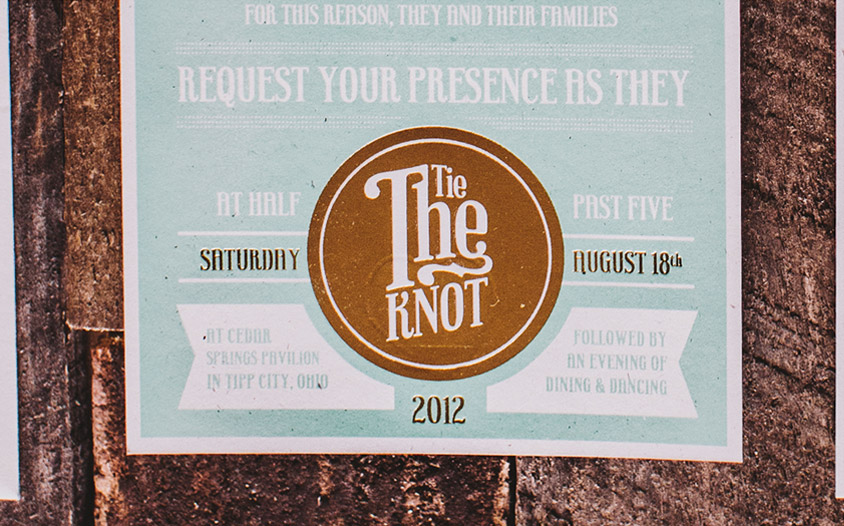 FOR THIS REASON, THEY AND THEIR FAMILIES
REQUEST YOUR PRESENCE AS THEY
AT HALF
PAST FIVE
Tie
The
KNOT
SATURDAY
AUGUST 18th
AT CEDAR
SPRINGS PAVILION
IN TIPP CITY, OHIO
FOLLOWED BY
AN EVENING OF
DINING & DANCING
2012